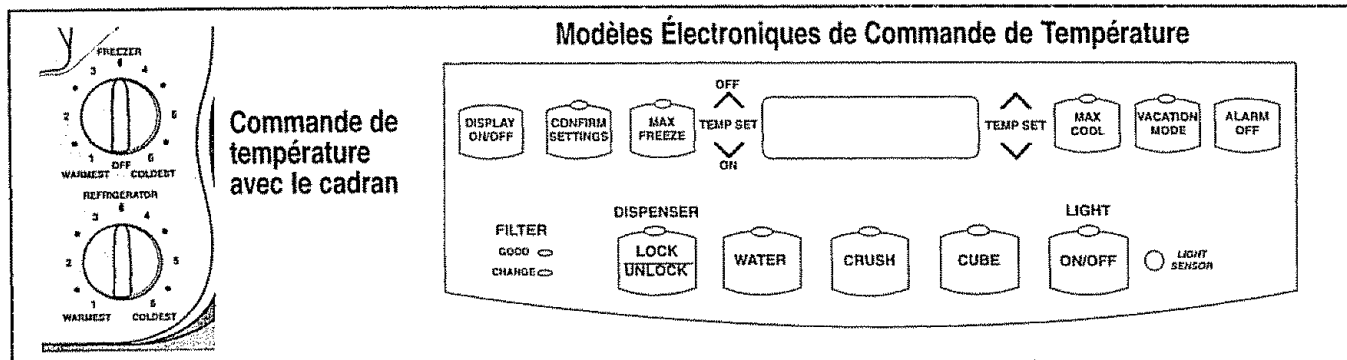 Modèles Électroniques de Commande de Température
FREEZER
3 4
2 5
1 OFF 6
WARMEST COLDEST
REFRIGERATOR
3 4
2 5
1 6
WARMEST COLDEST
Commande de
température
avec le cadran
DISPLAY
ON/OFF
CONFIRM
SETTINGS
MAX
FREEZE
OFF
TEMP SET
ON
TEMP SET
MAX
COOL
VACATION
MODE
ALARM
OFF
FILTER
GOOD
CHANGE
DISPENSER
LOCK
UNLOCK
WATER
CRUSH
CUBE
LIGHT
ON/OFF
LIGHT
SENSOR